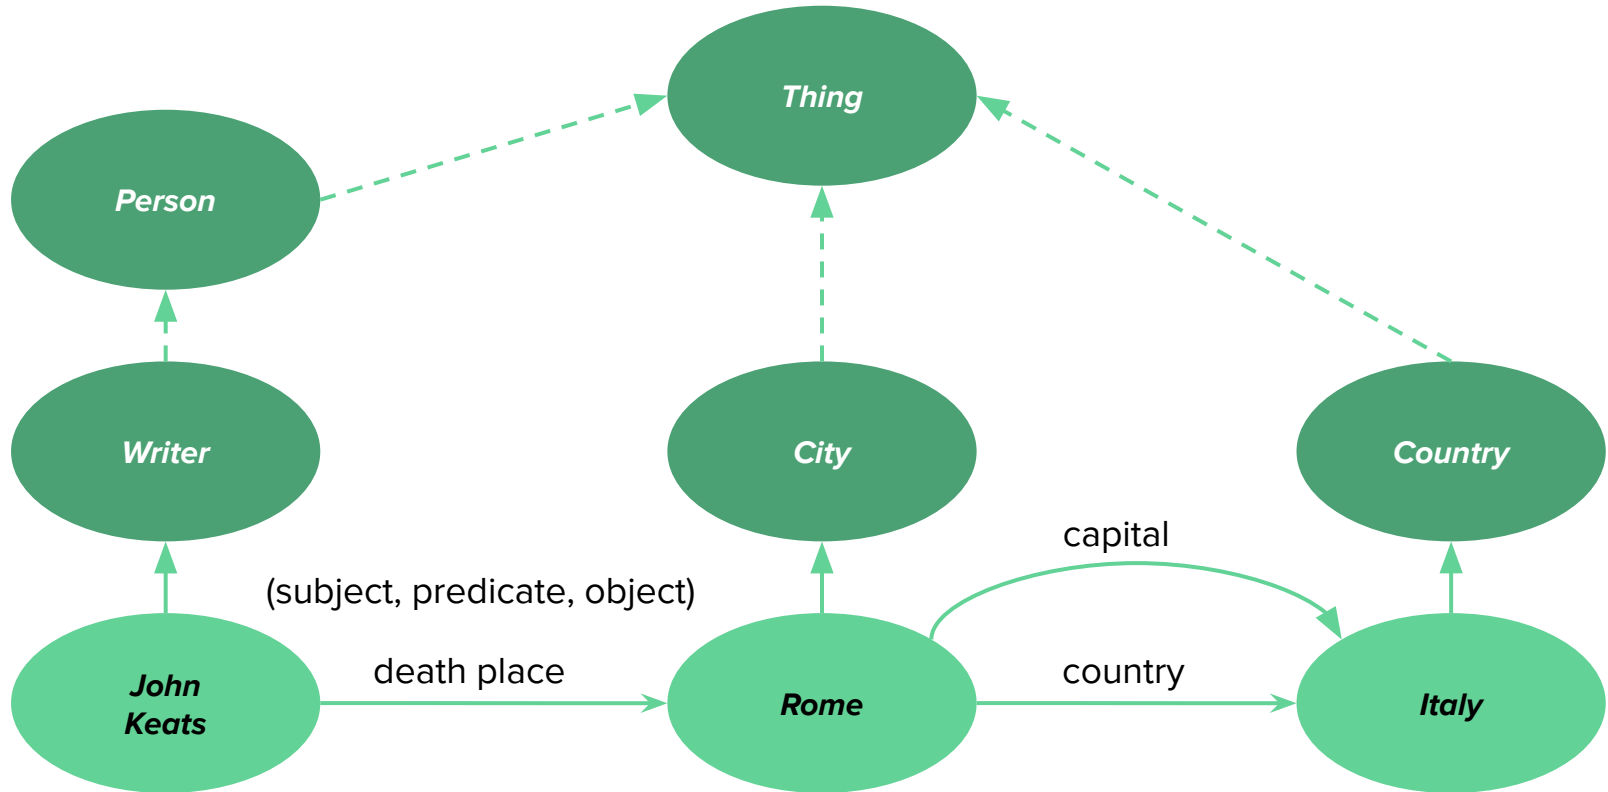 Thing
Person
Writer
City
Country
capital
(subject, predicate, object)
death place
country
John
Keats
Rome
Italy